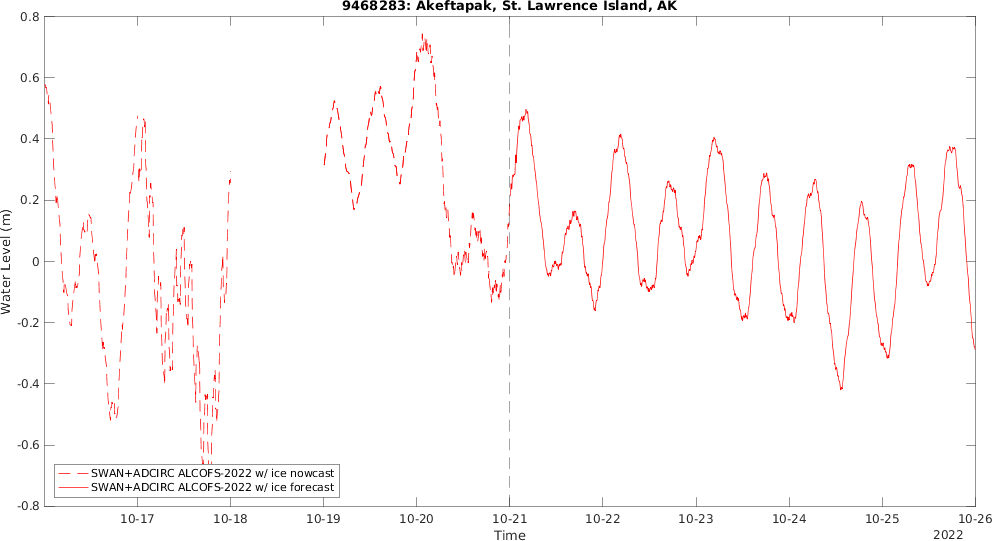 9468283: Akeftapak, St. Lawrence Island, AK
0.8
0.6
0.4
0.2
0
-0.2
-0.4
-0.6
-0.8
Water Level (m)
SWAN+ADCIRC ALCOFS-2022 w/ ice nowcast
SWAN+ADCIRC ALCOFS-2022 w/ ice forecast
10-17 10-18 10-19 10-20 10-21 10-22 10-23 10-24 10-25 10-26
Time
2022